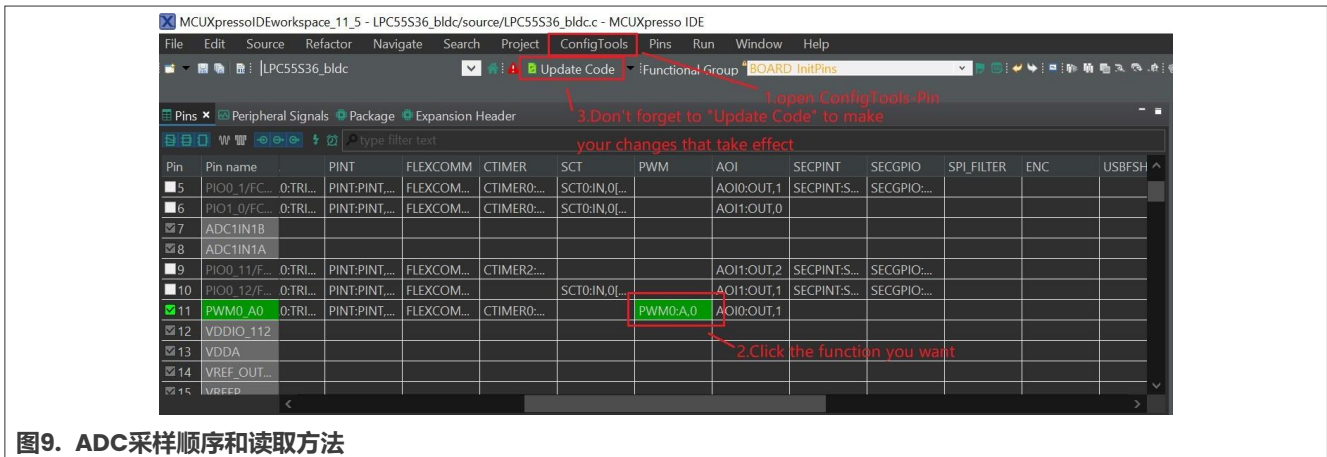 MCUXpressoIDEworkspace_11_5 - LPC55S36_bldc/source/LPC55S36_bldc.c - MCUXpresso IDE
File Edit Source Refactor Navigate Search Project ConfigTools Pins Run Window Help
LPC55S36_bldc Update Code Functional Group BOARD_InitPins
1.open ConfigTools-Pin
Pins Peripheral Signals Package Expansion Header
3.Don't forget to "Update Code" to make
your changes that take effect
type filter text
Pin Pin name PINT FLEXCOMM CTIMER SCT PWM AOI SECPINT SECGPIO SPI_FILTER ENC USBFSH
5 PIO0_1/FC... .0:TRI... PINT:PINT,... FLEXCOM... CTIMER0:... SCT0:IN,0[... AOI0:OUT,1 SECPINT:S... SECGPIO:...
6 PIO1_0/FC... .0:TRI... PINT:PINT,... FLEXCOM... CTIMER0:... SCT0:IN,0[... AOI1:OUT,0
7 ADC1IN1B
8 ADC1IN1A
9 PIO0_11/F... .0:TRI... PINT:PINT,... FLEXCOM... CTIMER2:... AOI1:OUT,2 SECPINT:S... SECGPIO:...
10 PIO0_12/F... .0:TRI... PINT:PINT,... FLEXCOM... SCT0:IN,0[... AOI1:OUT,1 SECPINT:S... SECGPIO:...
11 PWM0_A0 .0:TRI... PINT:PINT,... FLEXCOM... CTIMER0:... PWM0:A,0 AOI0:OUT,1
12 VDDIO_112
13 VDDA
2.Click the function you want
14 VREF_OUT...
15 VREFP
图9. ADC采样顺序和读取方法